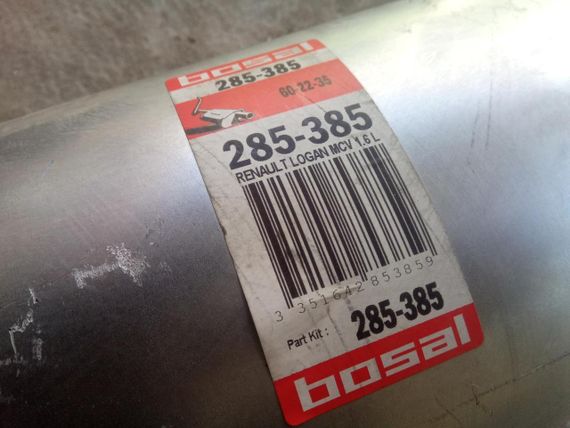 bosal
285-385
60-22-35
285-385
RENAULT LOGAN MCV 1.6 L
3 351642 853859
Part Kit : 285-385
bosal